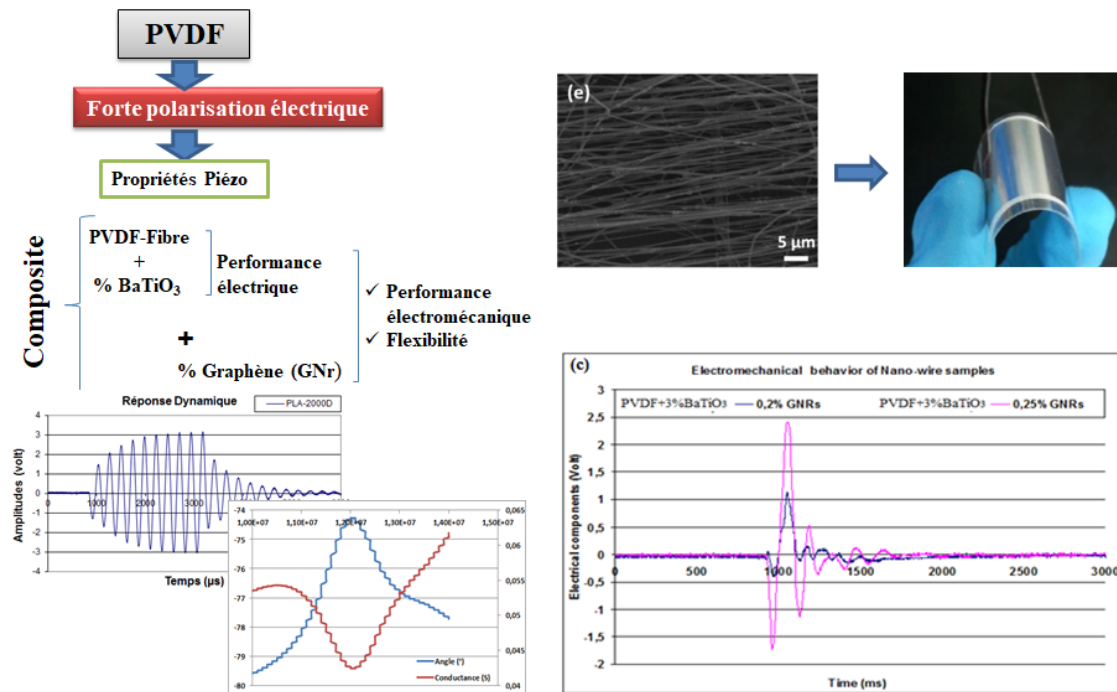 PVDF
Forte polarisation électrique
Propriétés Piézo
Composite
PVDF-Fibre
+
% BaTiO3
Performance
électrique
+
% Graphène (GNr)
✓ Performance
électromécanique
✓ Flexibilité
(e)
5 µm
Réponse Dynamique
PLA-2000D
Amplitudes (volt)
4
3
2
1
0
-1
-2
-3
-4
0 1000 2000 3000
Temps (µs)
1,00E+07 1,10E+07 1,20E+07 1,30E+07 1,40E+07 1,50E+07
-74
-75
-76
-77
-78
-79
-80
0,065
0,06
0,055
0,05
0,045
0,04
Angle (°)
Conductance (S)
(c)
Electromechanical behavior of Nano-wire samples
PVDF+3%BaTiO3 0,2% GNRs PVDF+3%BaTiO3 0,25% GNRs
Electrical components (Volt)
3
2,5
2
1,5
1
0,5
0
-0,5
-1
-1,5
-2
0 500 1000 1500 2000 2500 3000
Time (ms)